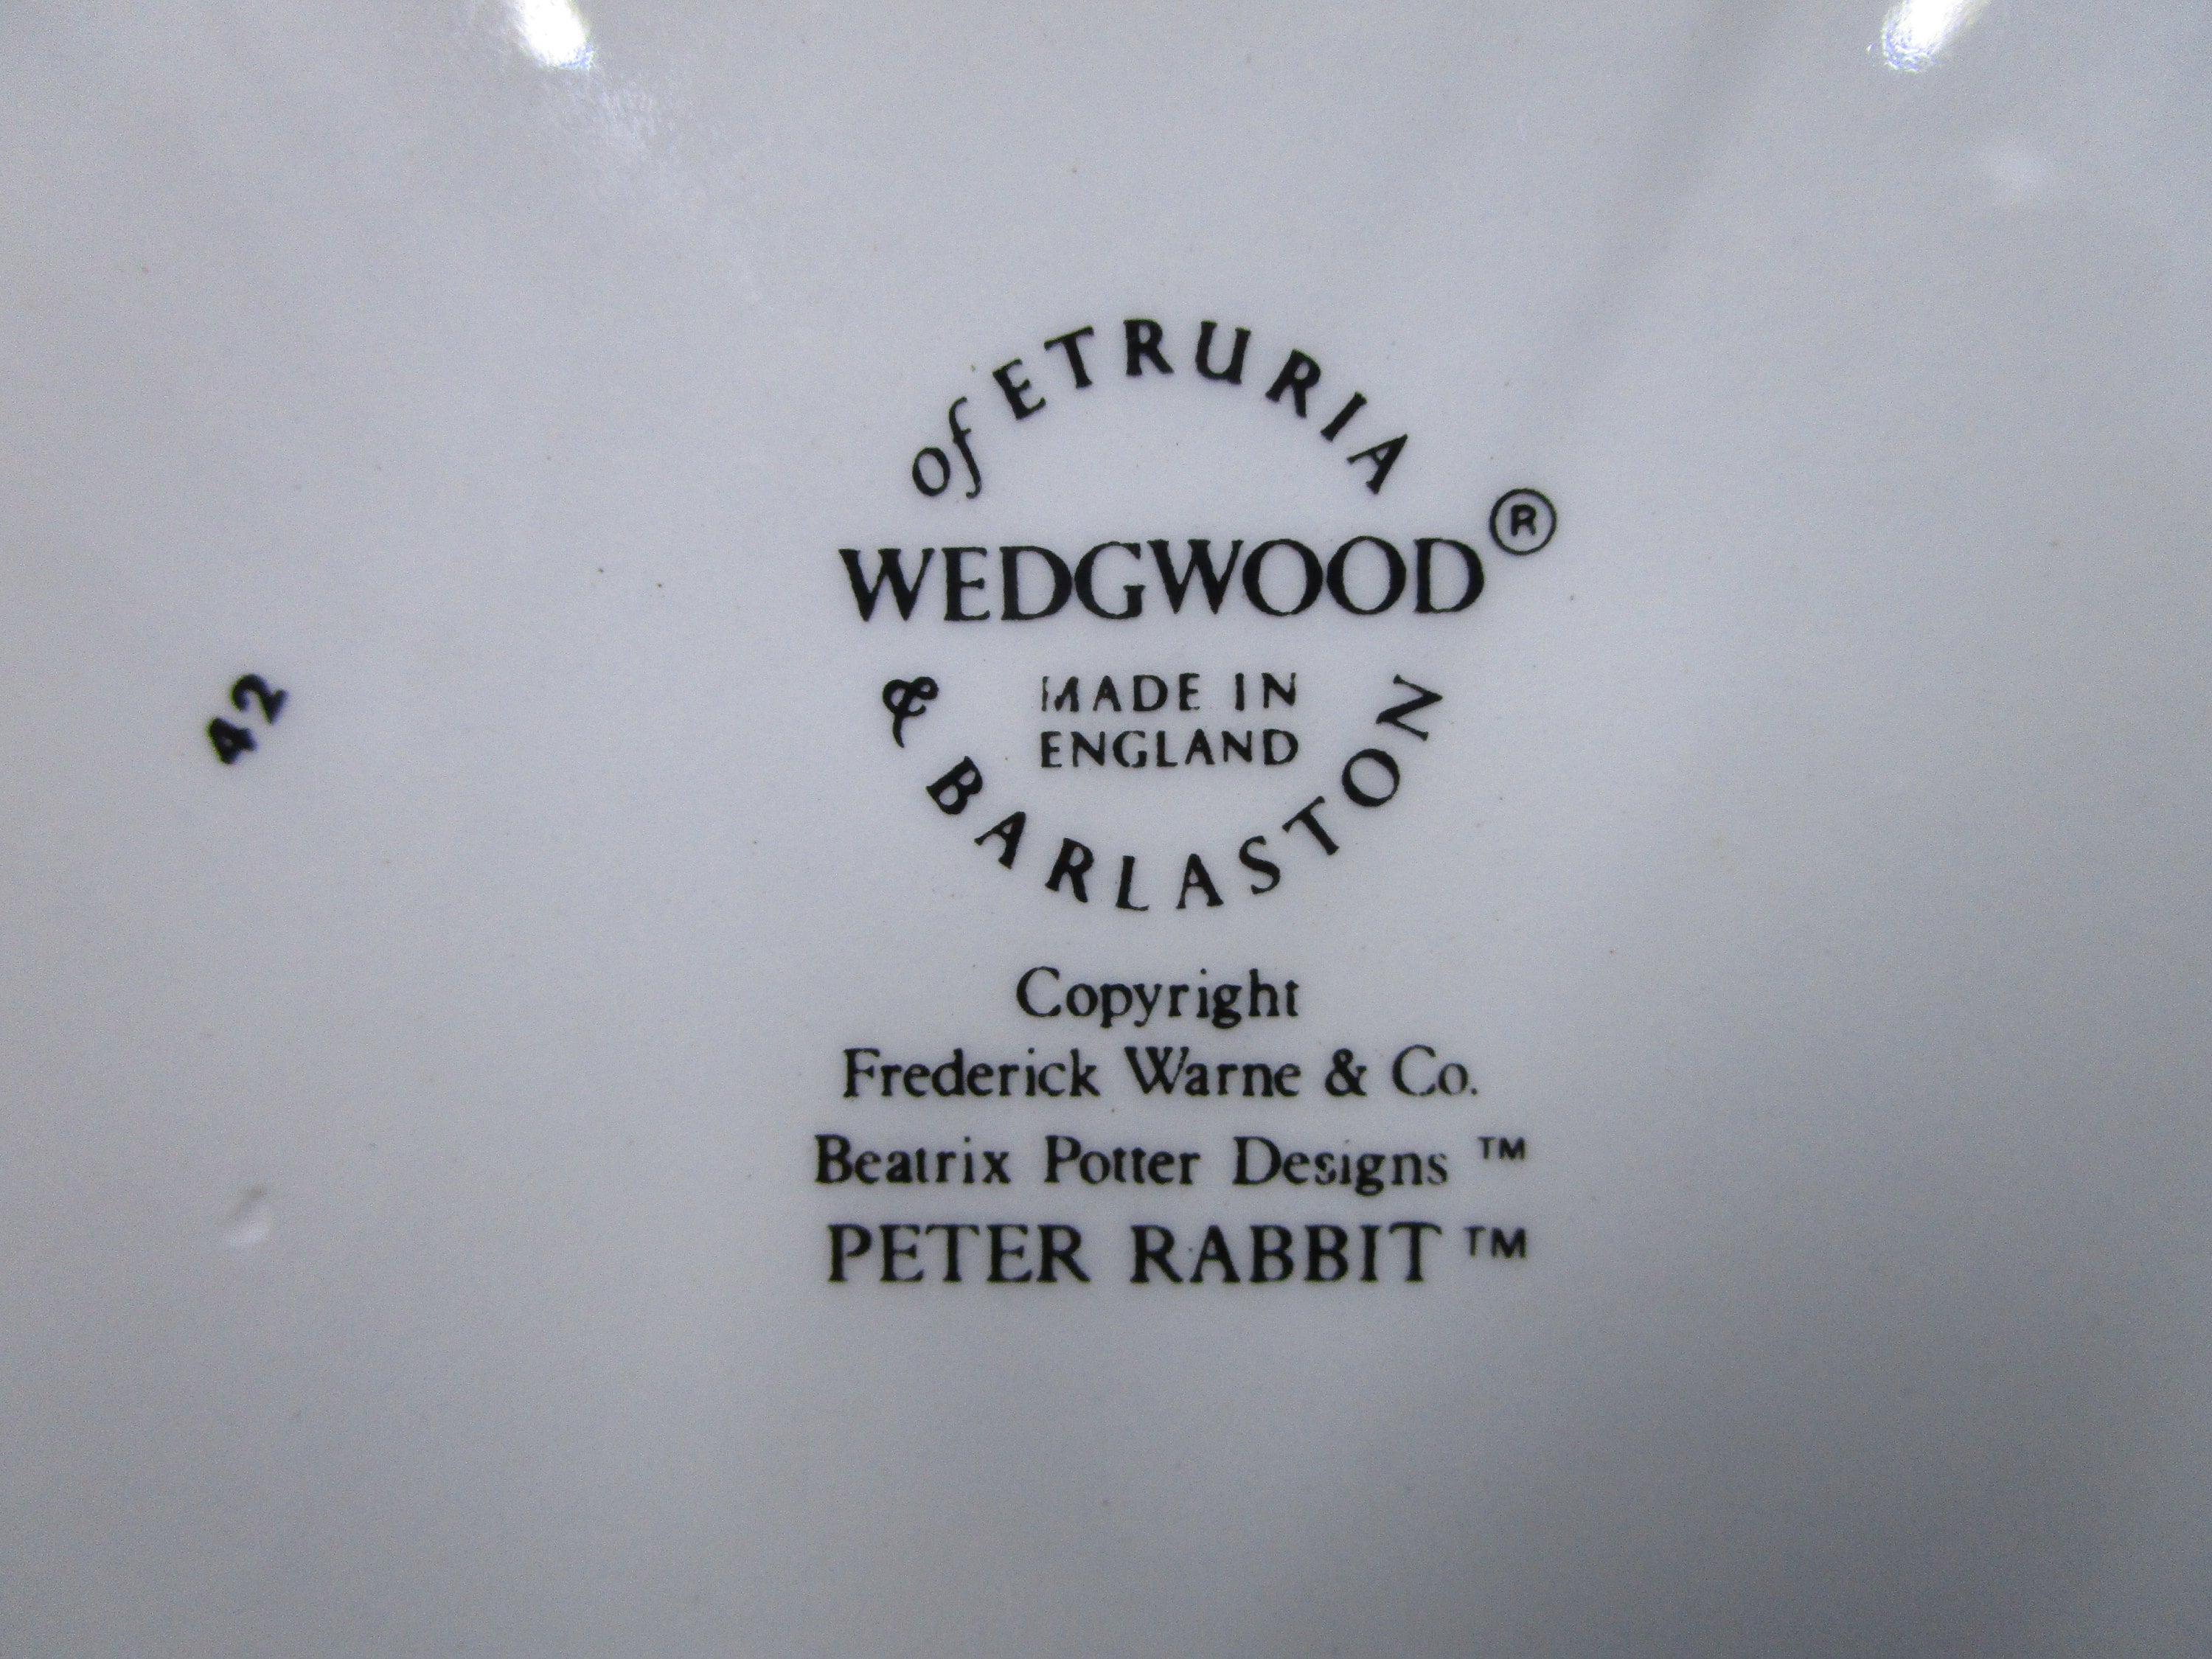 of ETRURIA
WEDGWOOD®
MADE IN
ENGLAND
& BARLASTON
Copyright
Frederick Warne & Co.
Beatrix Potter Designs ™
PETER RABBIT ™
42